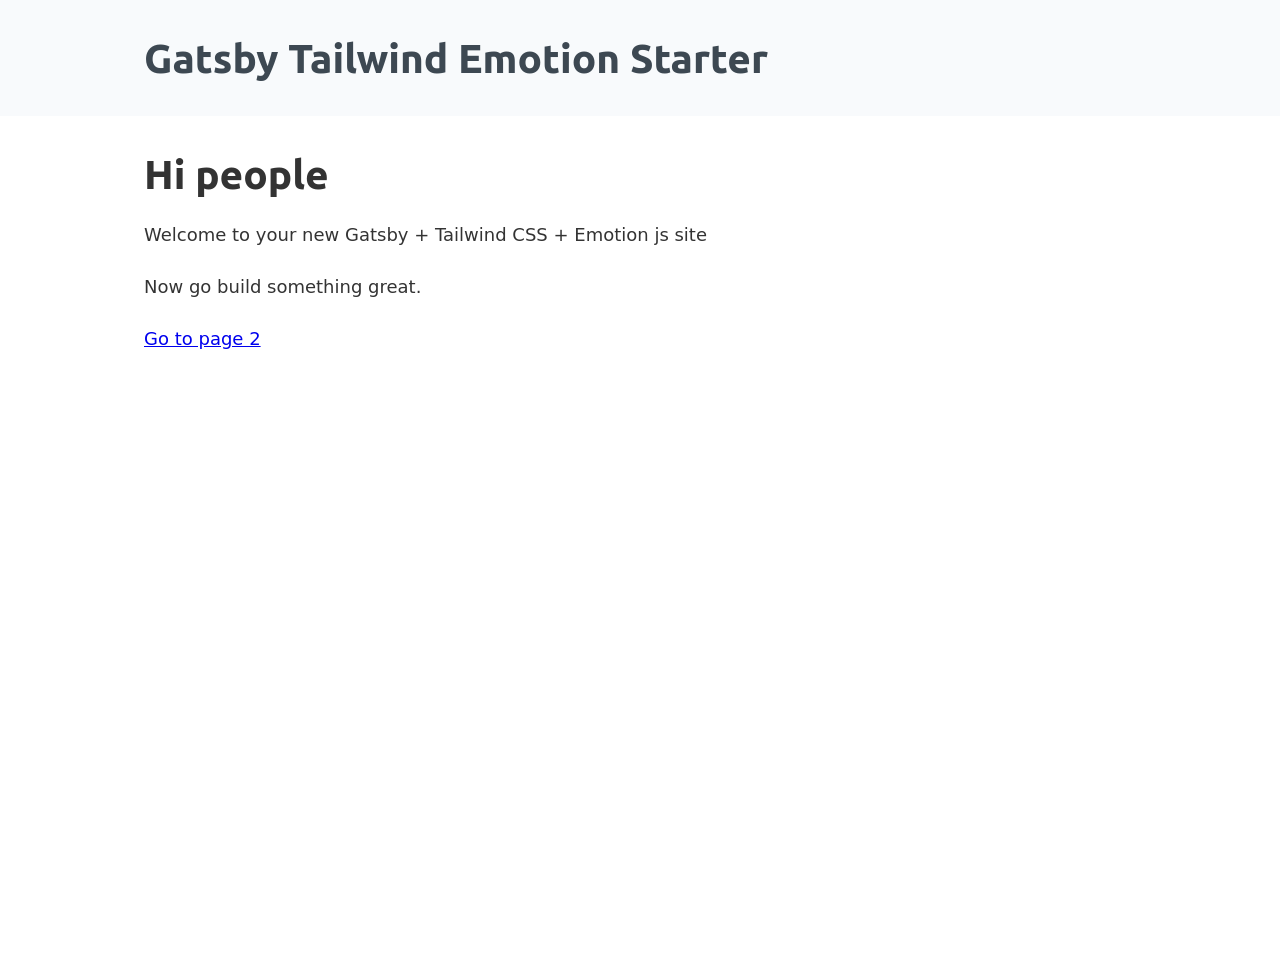 Gatsby Tailwind Emotion Starter
Hi people
Welcome to your new Gatsby + Tailwind CSS + Emotion js site
Now go build something great.
Go to page 2